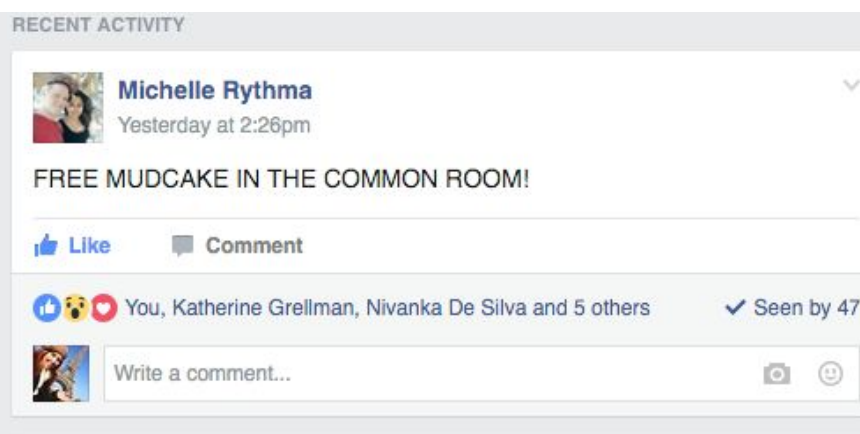 RECENT ACTIVITY
Michelle Rythma
Yesterday at 2:26pm
FREE MUDCAKE IN THE COMMON ROOM!
Like Comment
You, Katherine Grellman, Nivanka De Silva and 5 others Seen by 47
Write a comment...